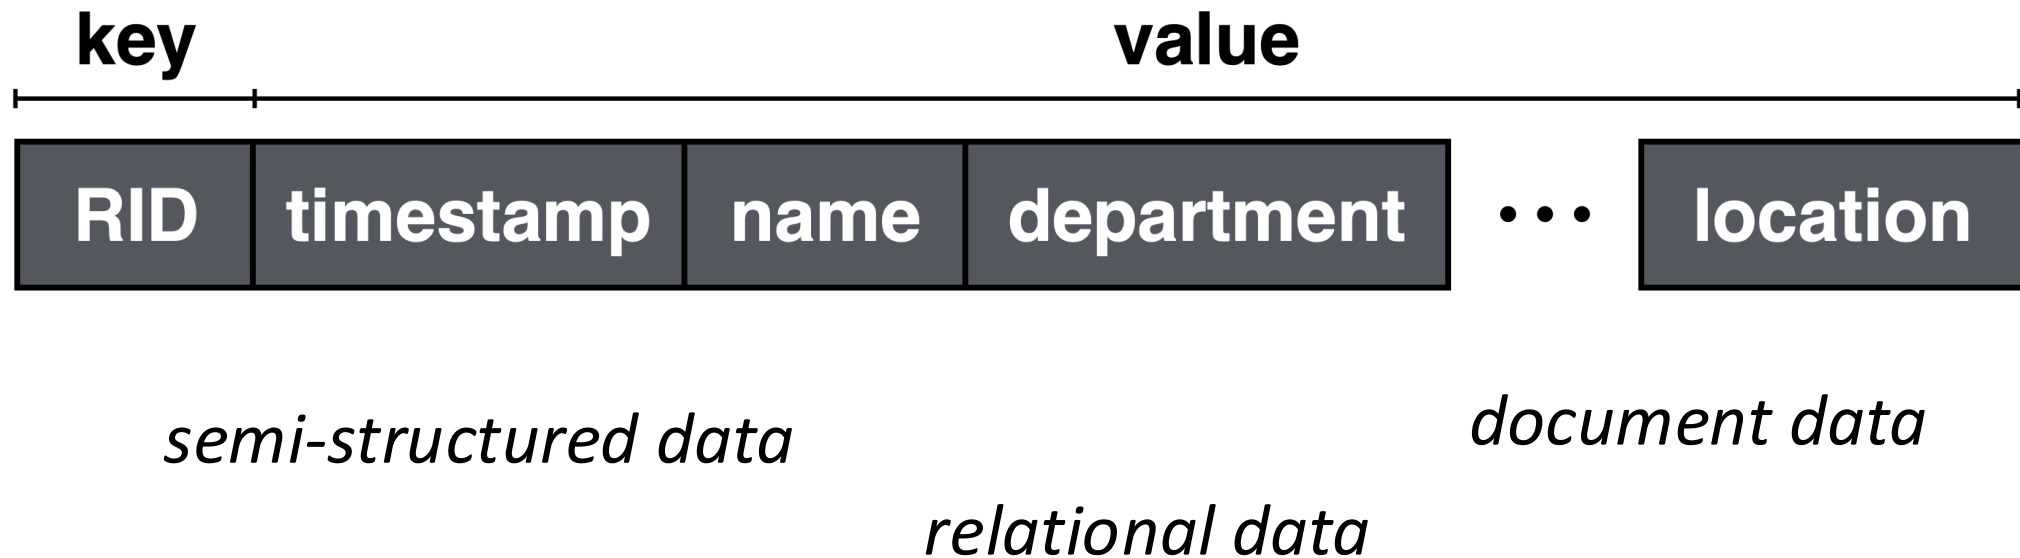 key value
RID timestamp name department ... location
semi-structured data
document data
relational data